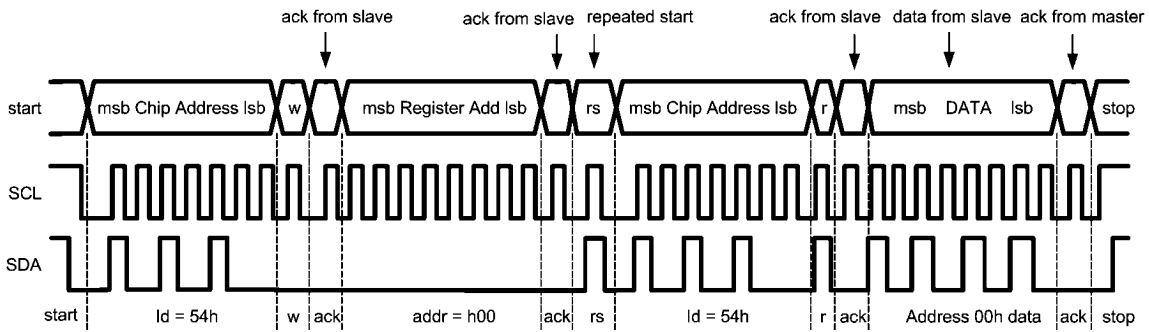 ack from slave ack from slave repeated start ack from slave data from slave ack from master
start msb Chip Address lsb w msb Register Add lsb rs msb Chip Address lsb r msb DATA lsb stop
SCL
SDA
start Id = 54h w ack addr = h00 ack rs Id = 54h r ack Address 00h data ack stop